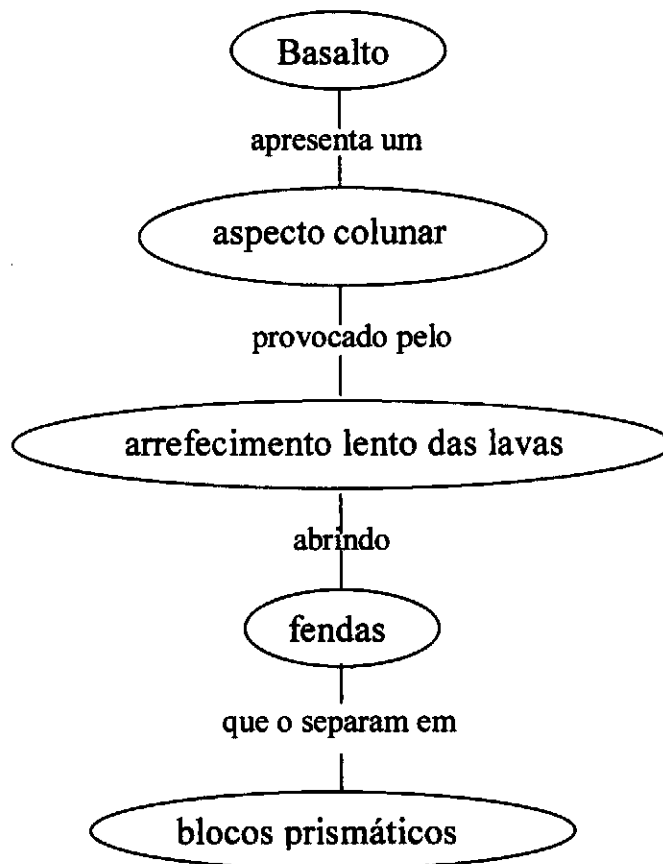 Basalto
apresenta um
aspecto colunar
provocado pelo
arrefecimento lento das lavas
abrindo
fendas
que o separam em
blocos prismáticos